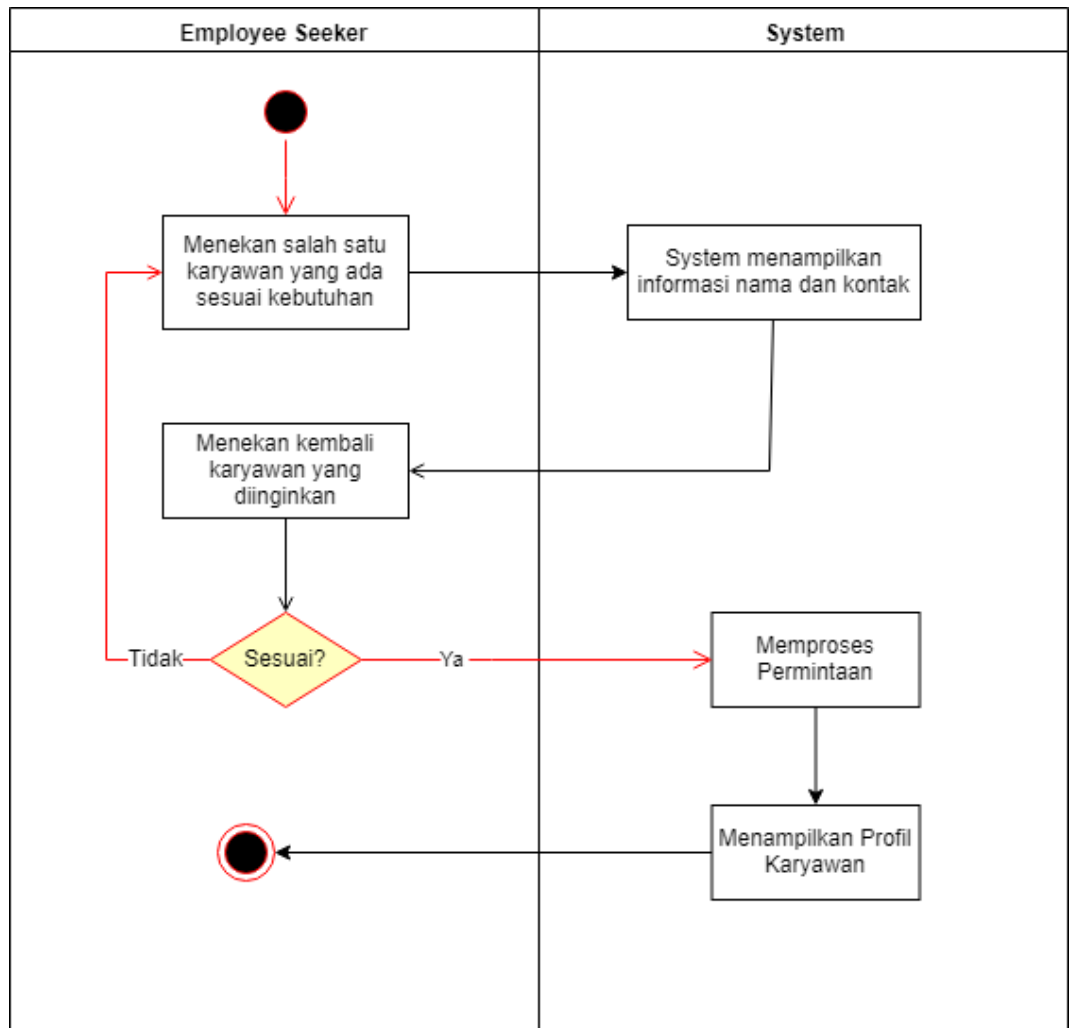 Employee Seeker
System
Menekan salah satu
karyawan yang ada
sesuai kebutuhan
System menampilkan
informasi nama dan kontak
Menekan kembali
karyawan yang
diinginkan
Tidak
Sesuai?
Ya
Memproses
Permintaan
Menampilkan Profil
Karyawan